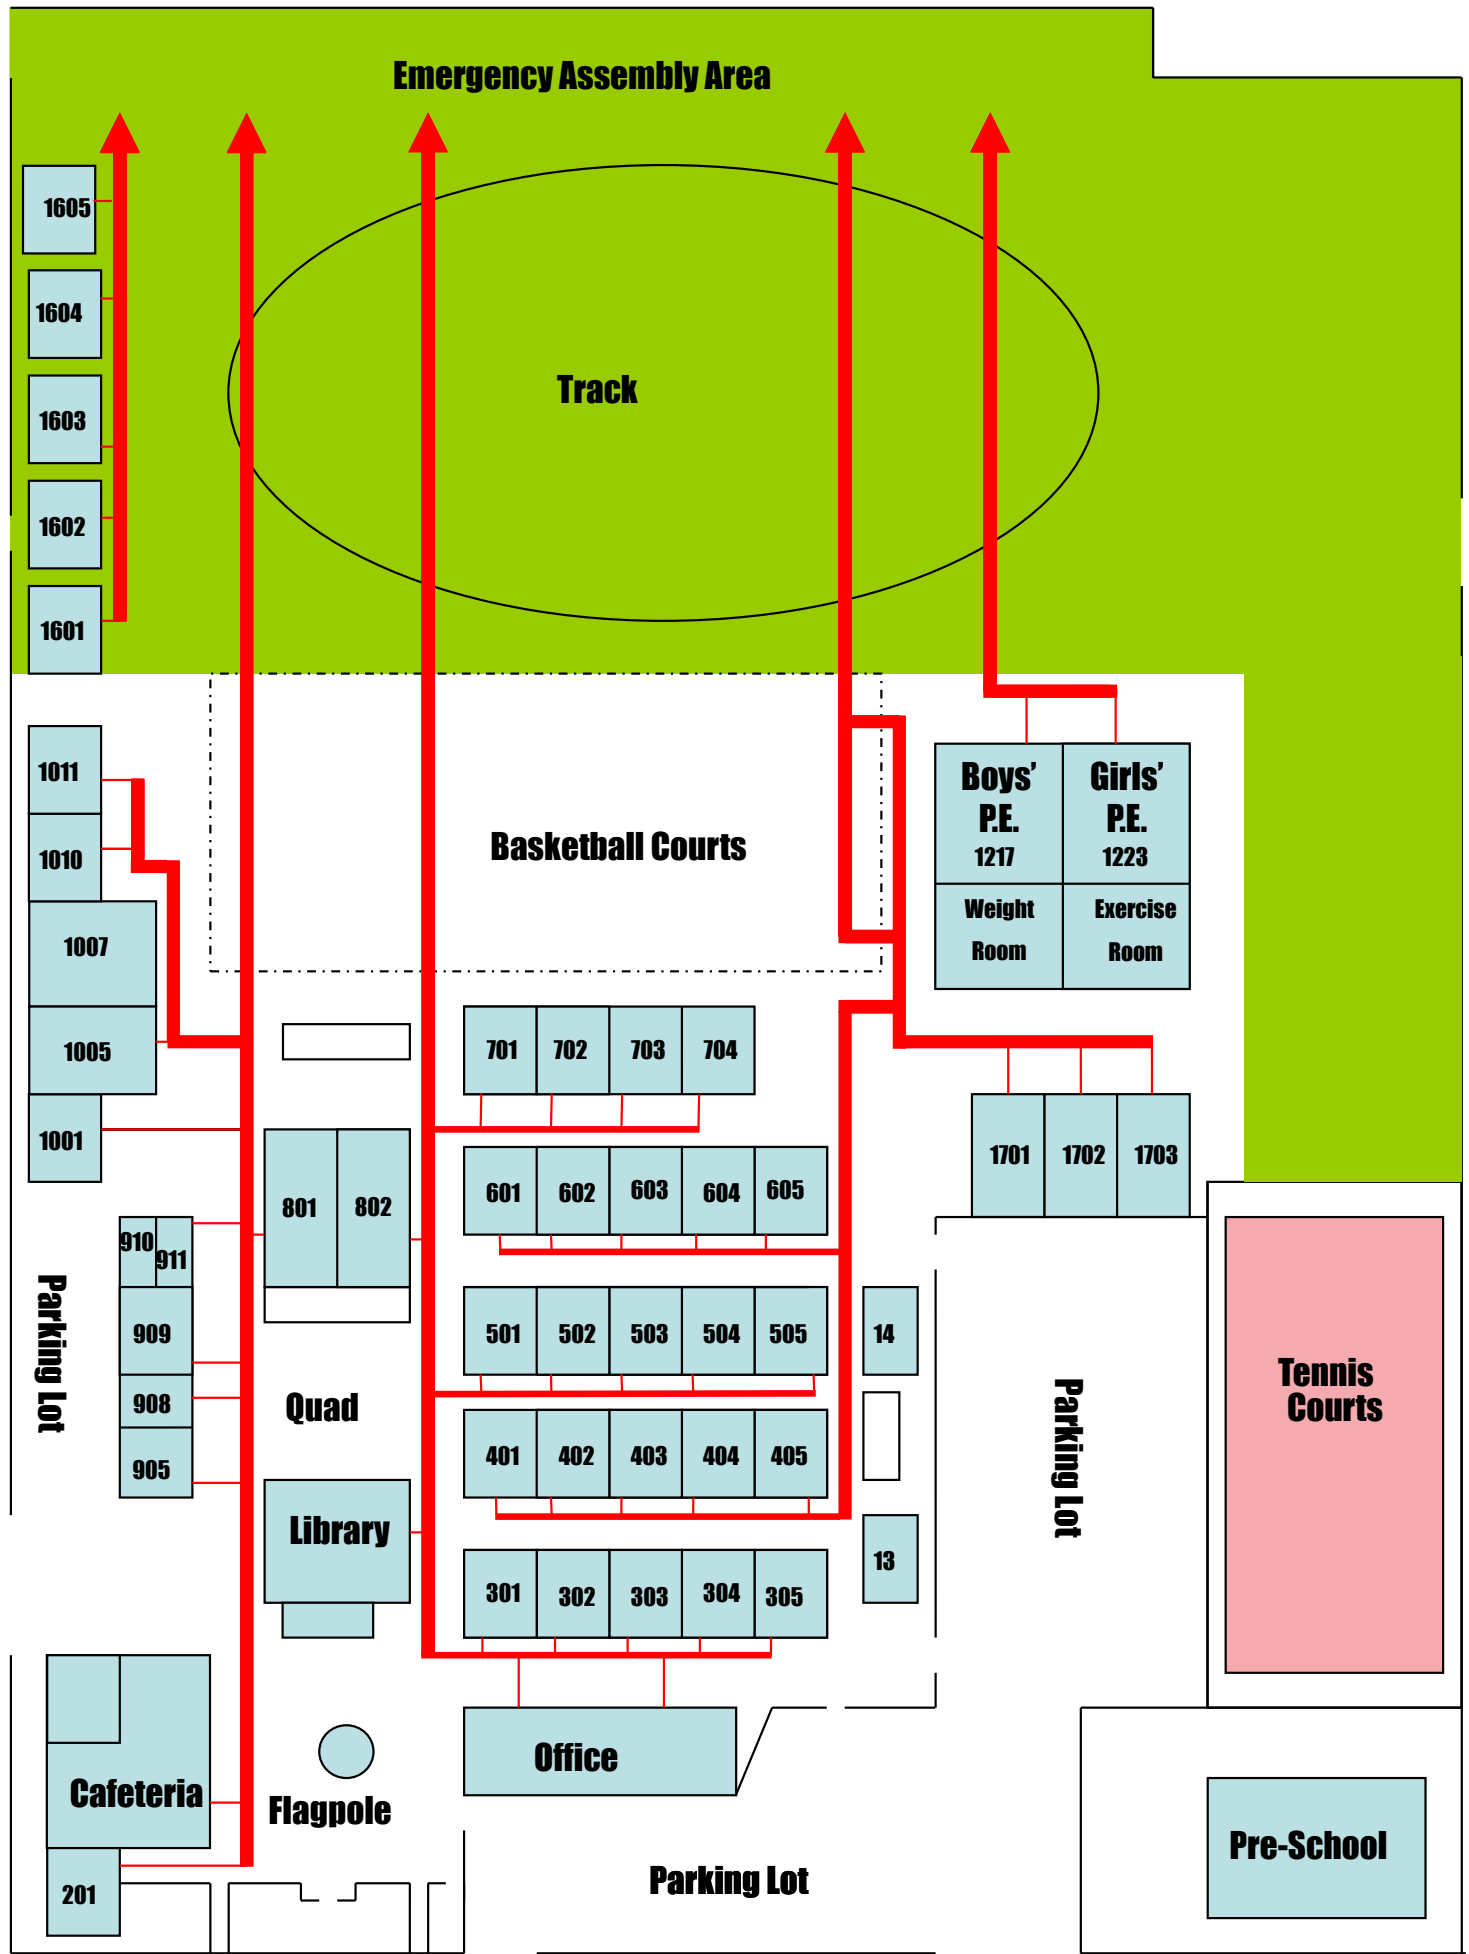 Emergency Assembly Area
1605
1604
Track
1603
1602
1601
1011
Boys'
P.E.
1217
Girls'
P.E.
1223
1010
Basketball Courts
Weight
Room
Exercise
Room
1007
1005
701 702 703 704
1001
1701 1702 1703
801 802
601 602 603 604 605
910
911
Parking Lot
909
501 502 503 504 505
14
Tennis
Courts
908
Quad
Parking Lot
905
401 402 403 404 405
Library
13
301 302 303 304 305
Office
Cafeteria
Flagpole
Pre-School
Parking Lot
201